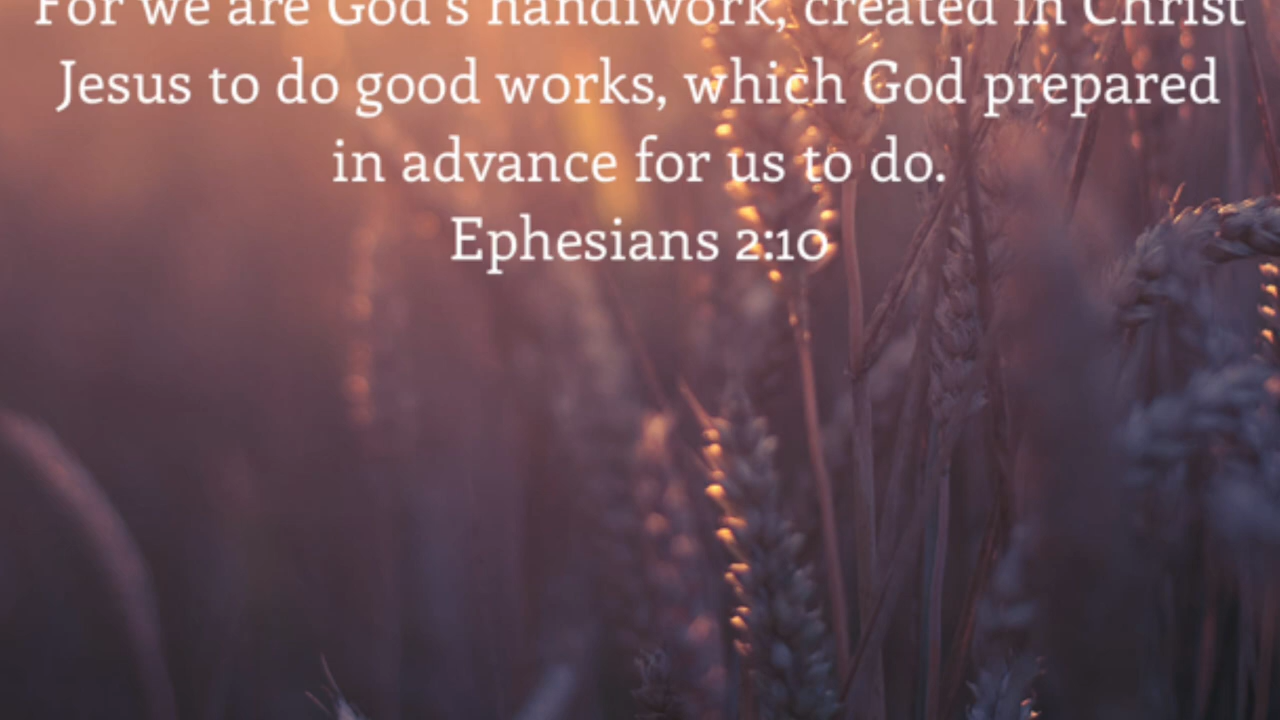 For we are God's handiwork, created in Christ
Jesus to do good works, which God prepared
in advance for us to do.
Ephesians 2:10